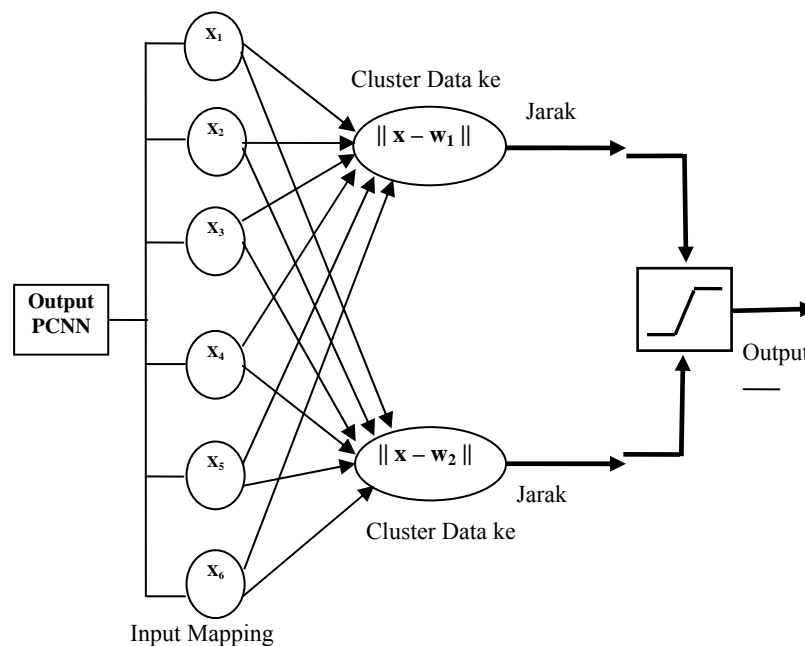 X₁
Cluster Data ke
|| x – w₁ ||
Jarak
X₂
X₃
Output
PCNN
X₄
Output
|| x – w₂ ||
X₅
Jarak
Cluster Data ke
X₆
Input Mapping